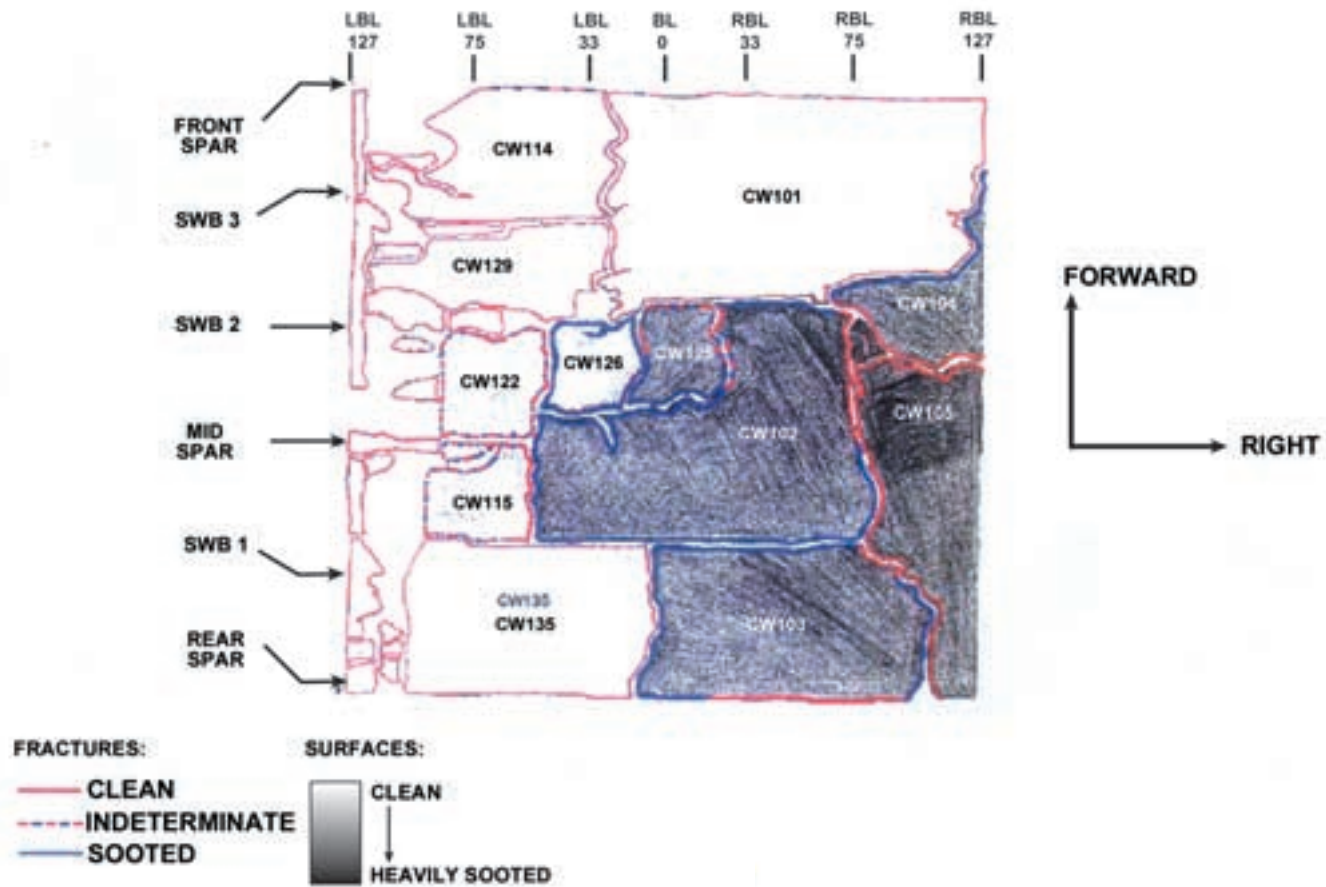 LBL LBL LBL BL RBL RBL RBL
127 75 33 0 33 75 127
FRONT
SPAR
SWB 3
SWB 2
MID
SPAR
SWB 1
REAR
SPAR
CW114
CW101
CW129
CW104
CW126
CW122
CW105
CW102
CW115
CW135
CW135
CW103
FORWARD
RIGHT
FRACTURES:
CLEAN
INDETERMINATE
SOOTED
SURFACES:
CLEAN
HEAVILY SOOTED